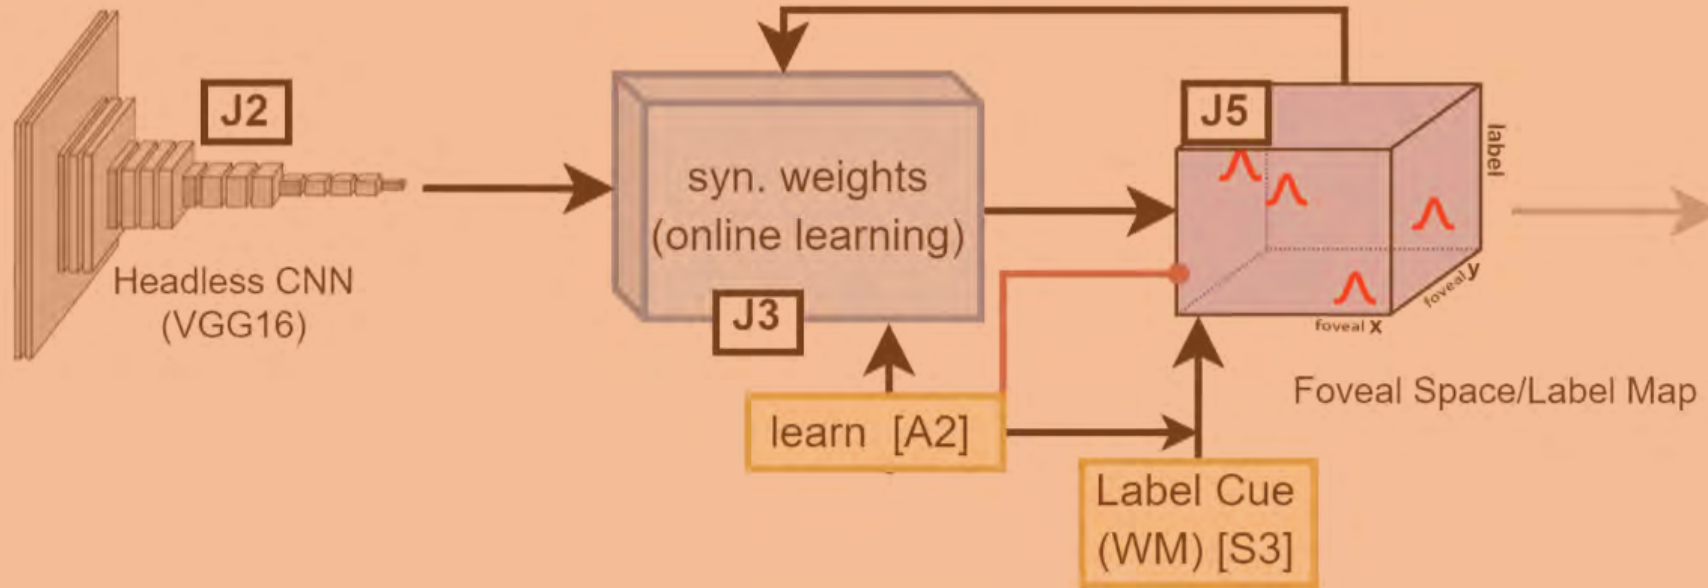 J2
Headless CNN
(VGG16)
syn. weights
(online learning)
J3
learn [A2]
J5
label
foveal y
foveal x
Foveal Space/Label Map
Label Cue
(WM) [S3]